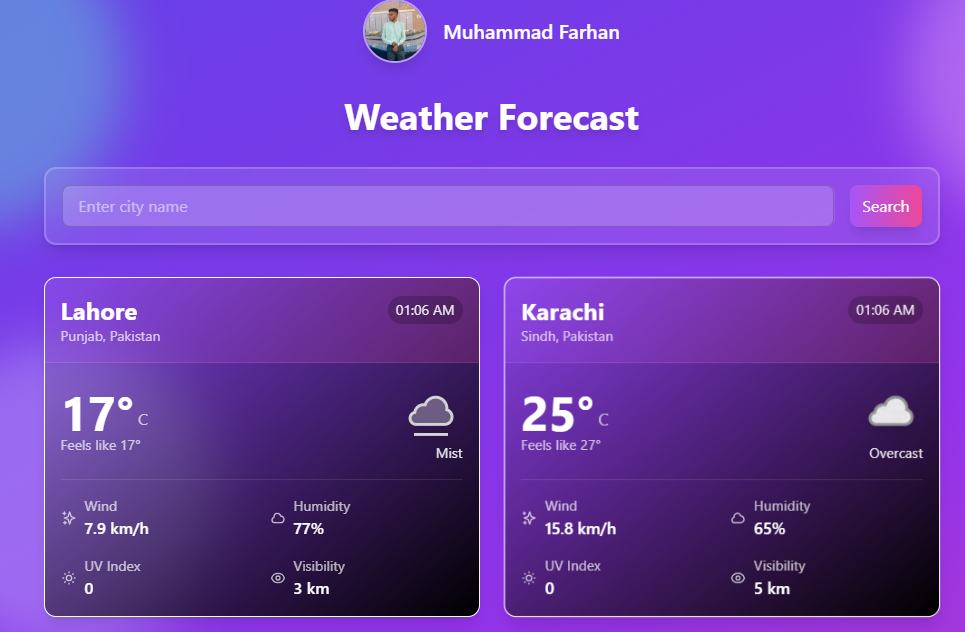 Muhammad Farhan
Weather Forecast
Enter city name
Search
Lahore
01:06 AM
Punjab, Pakistan
17° C
Feels like 17°
Mist
Wind
7.9 km/h
Humidity
77%
UV Index
0
Visibility
3 km
Karachi
01:06 AM
Sindh, Pakistan
25° C
Feels like 27°
Overcast
Wind
15.8 km/h
Humidity
65%
UV Index
0
Visibility
5 km